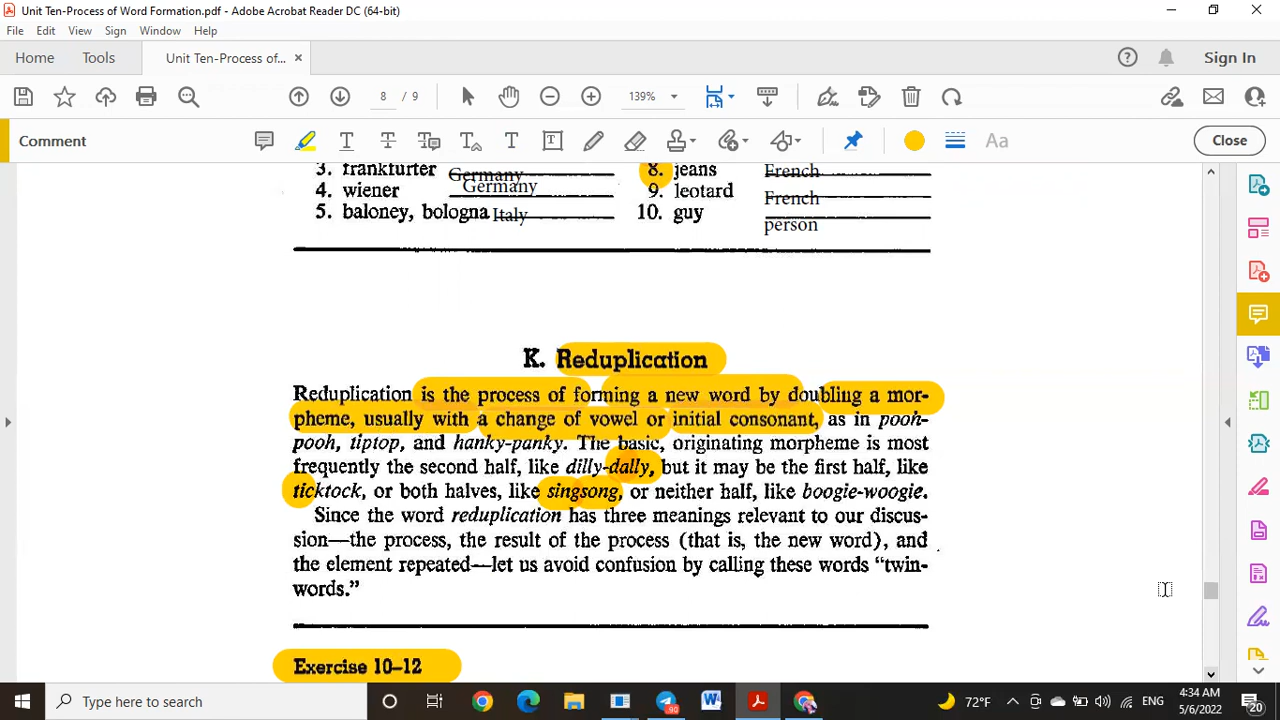 Unit Ten-Process of Word Formation.pdf - Adobe Acrobat Reader DC (64-bit)
File Edit View Sign Window Help
Home Tools Unit Ten-Process of... × Sign In
8 / 9 139%
Comment Aa Close
3. frankfurter Germany 8. jeans French
4. wiener Germany 9. leotard French
5. baloney, bologna Italy 10. guy person
K. Reduplication
Reduplication is the process of forming a new word by doubling a mor-
pheme, usually with a change of vowel or initial consonant, as in pooh-
pooh, tiptop, and hanky-panky. The basic, originating morpheme is most
frequently the second half, like dilly-dally, but it may be the first half, like
ticktock, or both halves, like singsong, or neither half, like boogie-woogie.
Since the word reduplication has three meanings relevant to our discus-
sion—the process, the result of the process (that is, the new word), and
the element repeated—let us avoid confusion by calling these words “twin-
words.”
Exercise 10–12
Type here to search 90 72°F ENG 4:34 AM
5/6/2022 20